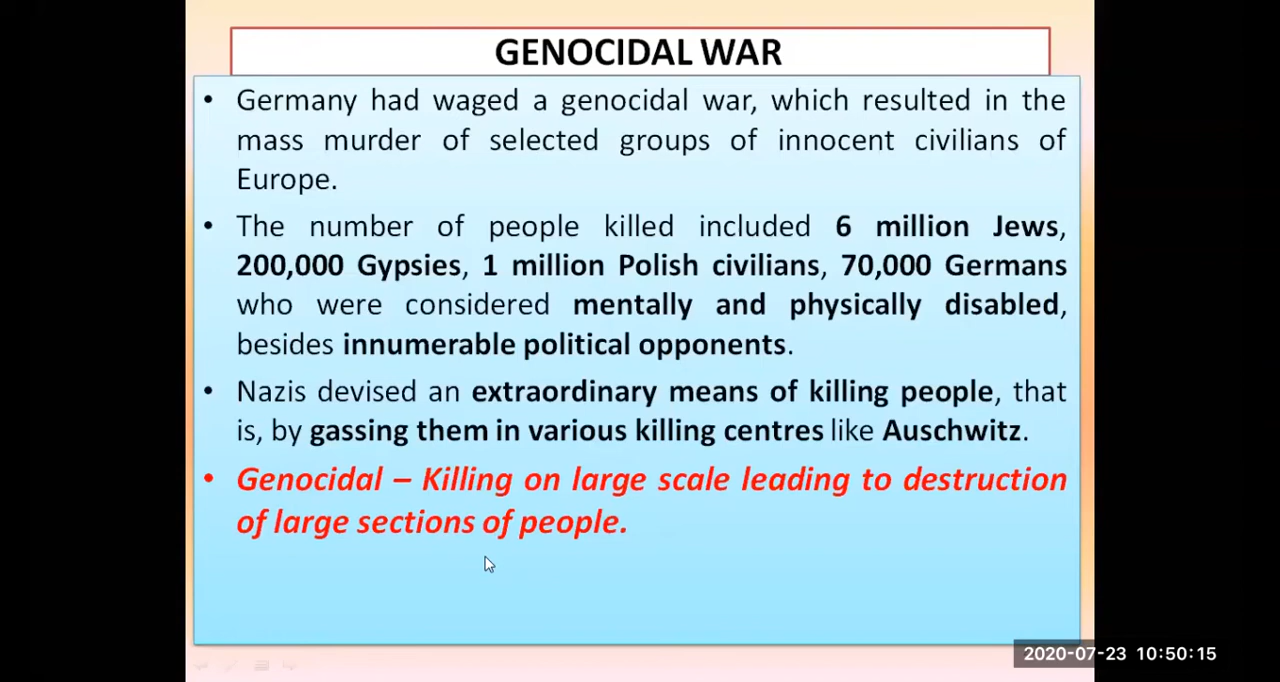 GENOCIDAL WAR
• Germany had waged a genocidal war, which resulted in the
mass murder of selected groups of innocent civilians of
Europe.
• The number of people killed included 6 million Jews,
200,000 Gypsies, 1 million Polish civilians, 70,000 Germans
who were considered mentally and physically disabled,
besides innumerable political opponents.
• Nazis devised an extraordinary means of killing people, that
is, by gassing them in various killing centres like Auschwitz.
• Genocidal – Killing on large scale leading to destruction
of large sections of people.
2020-07-23 10:50:15